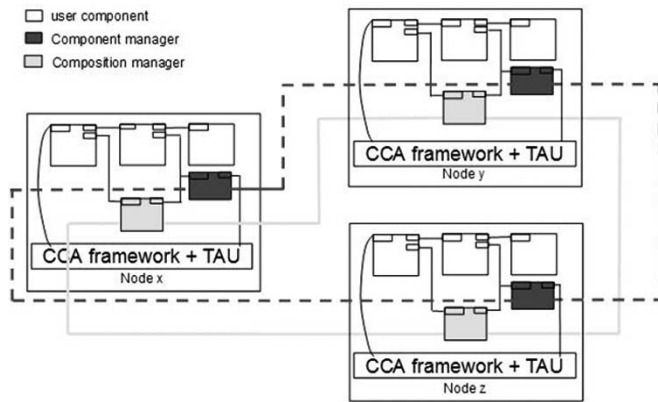 user component
Component manager
Composition manager
CCA framework + TAU
Node y
CCA framework + TAU
Node x
CCA framework + TAU
Node z